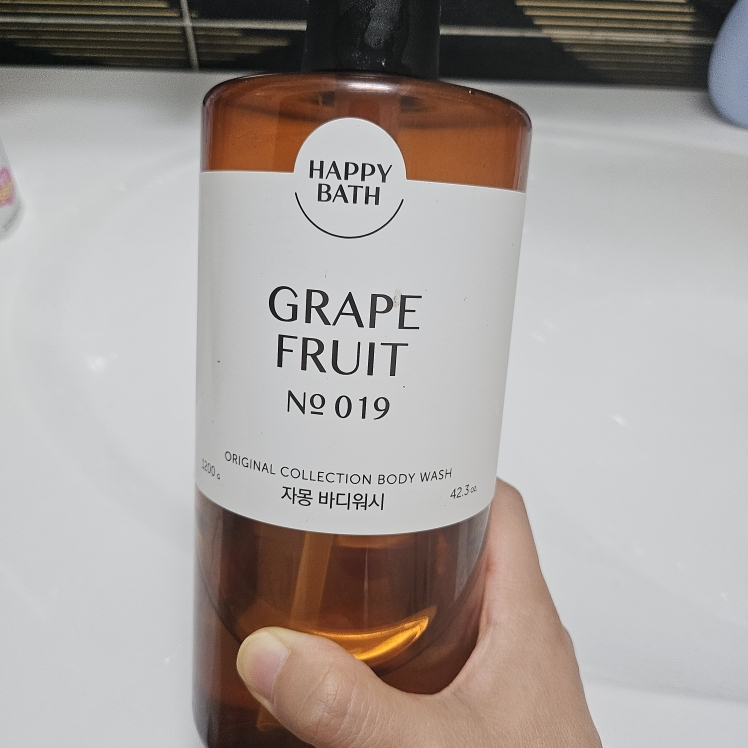 HAPPY
BATH
GRAPE
FRUIT
Nº 019
ORIGINAL COLLECTION BODY WASH
1200 G
자몽 바디워시
42.3 oz.